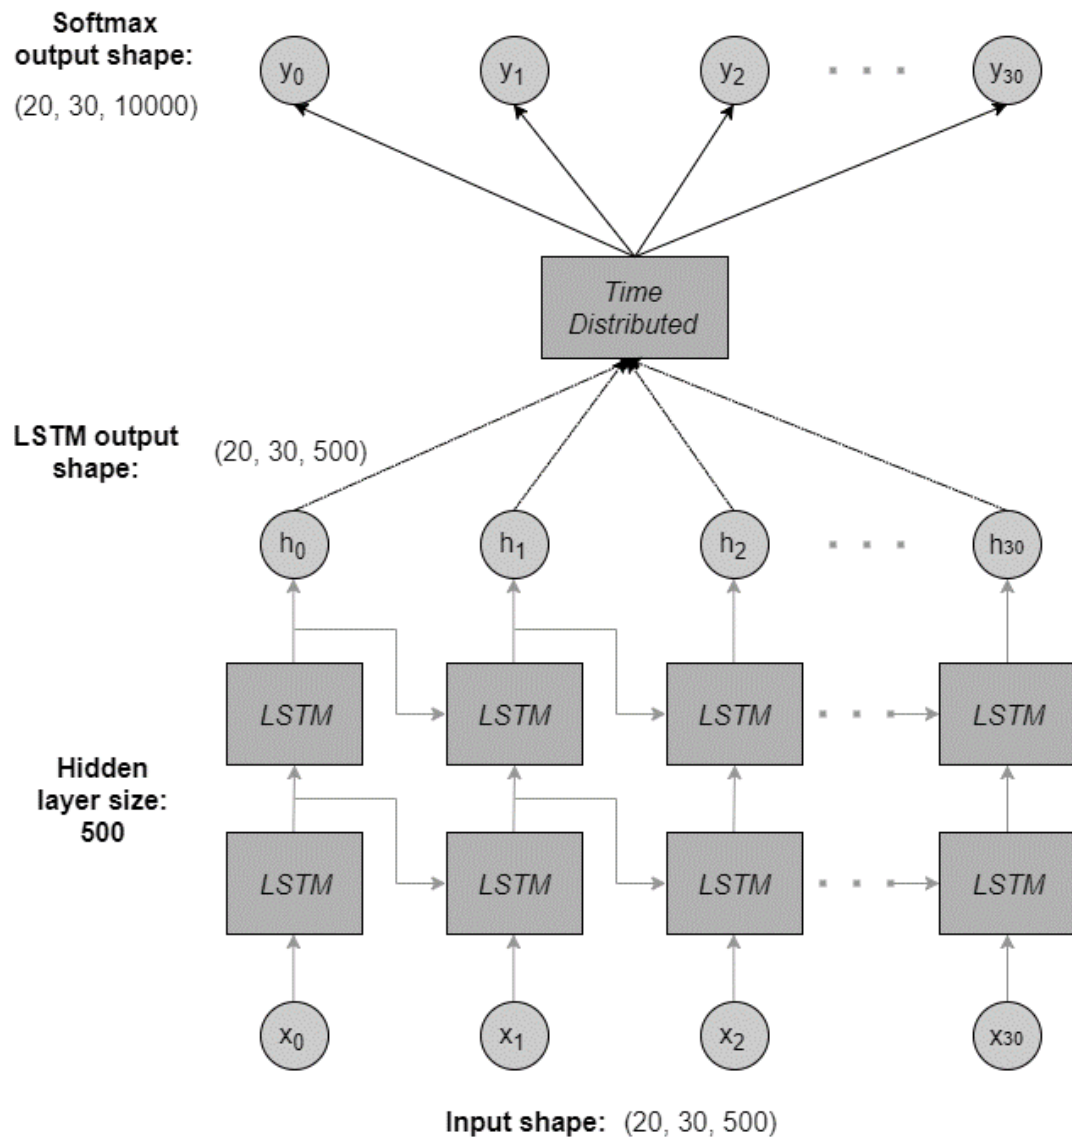 Softmax
output shape:
(20, 30, 10000)
y0 y1 y2 y30
Time
Distributed
LSTM output
shape:
(20, 30, 500)
h0 h1 h2 h30
LSTM LSTM LSTM LSTM
Hidden
layer size:
500
LSTM LSTM LSTM LSTM
x0 x1 x2 x30
Input shape: (20, 30, 500)